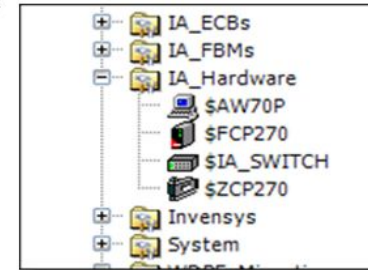 IA_ECBs
IA_FBMs
IA_Hardware
$AW70P
$FCP270
$IA_SWITCH
$ZCP270
Invensys
System